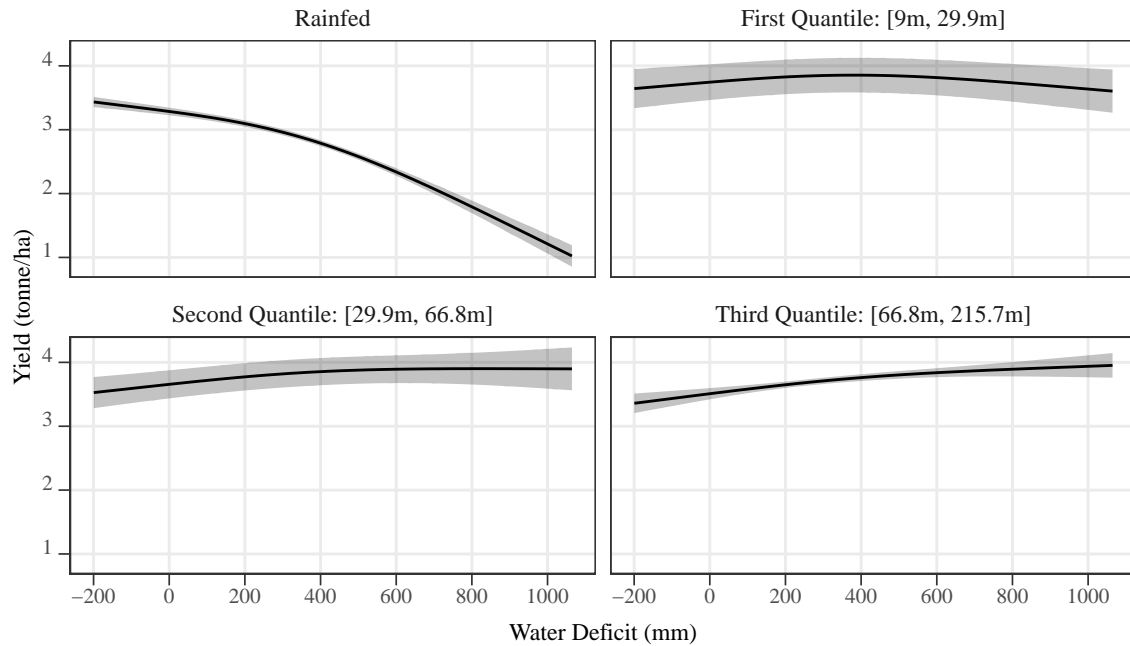 Rainfed
First Quantile: [9m, 29.9m]
4
3
2
1
Second Quantile: [29.9m, 66.8m]
Third Quantile: [66.8m, 215.7m]
4
3
2
1
Yield (tonne/ha)
−200 0 200 400 600 800 1000
−200 0 200 400 600 800 1000
Water Deficit (mm)